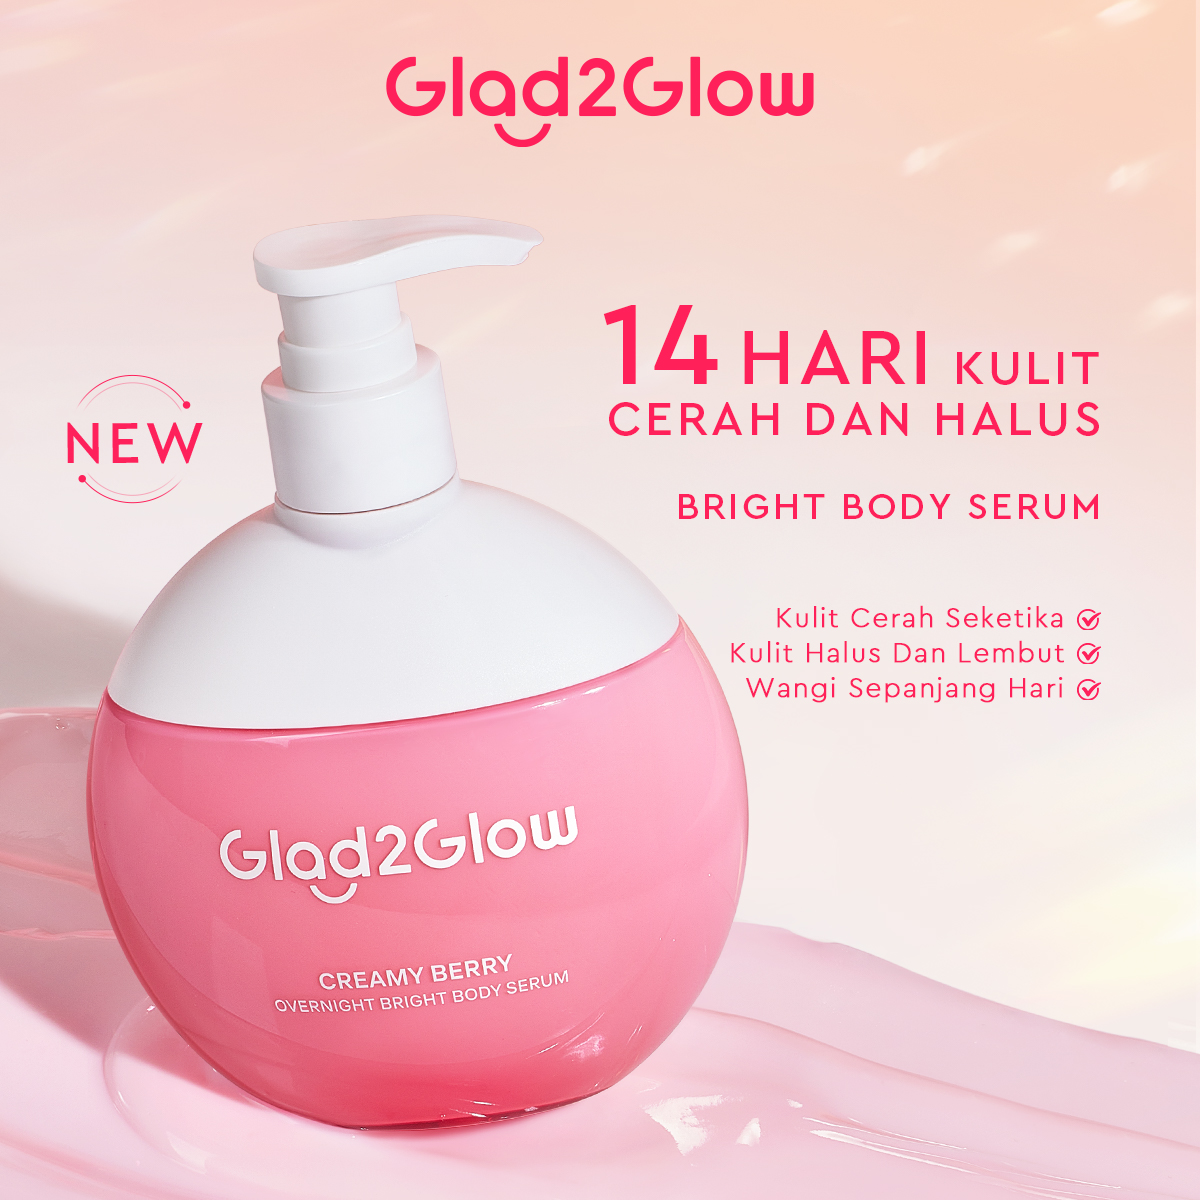 Glad2Glow
14 HARI KULIT
CERAH DAN HALUS
NEW
BRIGHT BODY SERUM
Kulit Cerah Seketika
Kulit Halus Dan Lembut
Wangi Sepanjang Hari
Glad2Glow
CREAMY BERRY
OVERNIGHT BRIGHT BODY SERUM